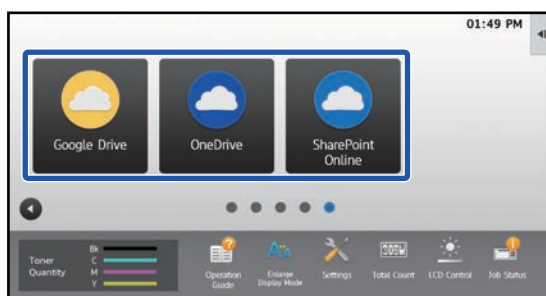 01:49 PM
Google Drive
OneDrive
SharePoint
Online
Toner
Quantity
Bk
C
M
Y
Operation
Guide
Enlarge
Display Mode
Settings
Total Count
LCD Control
Job Status